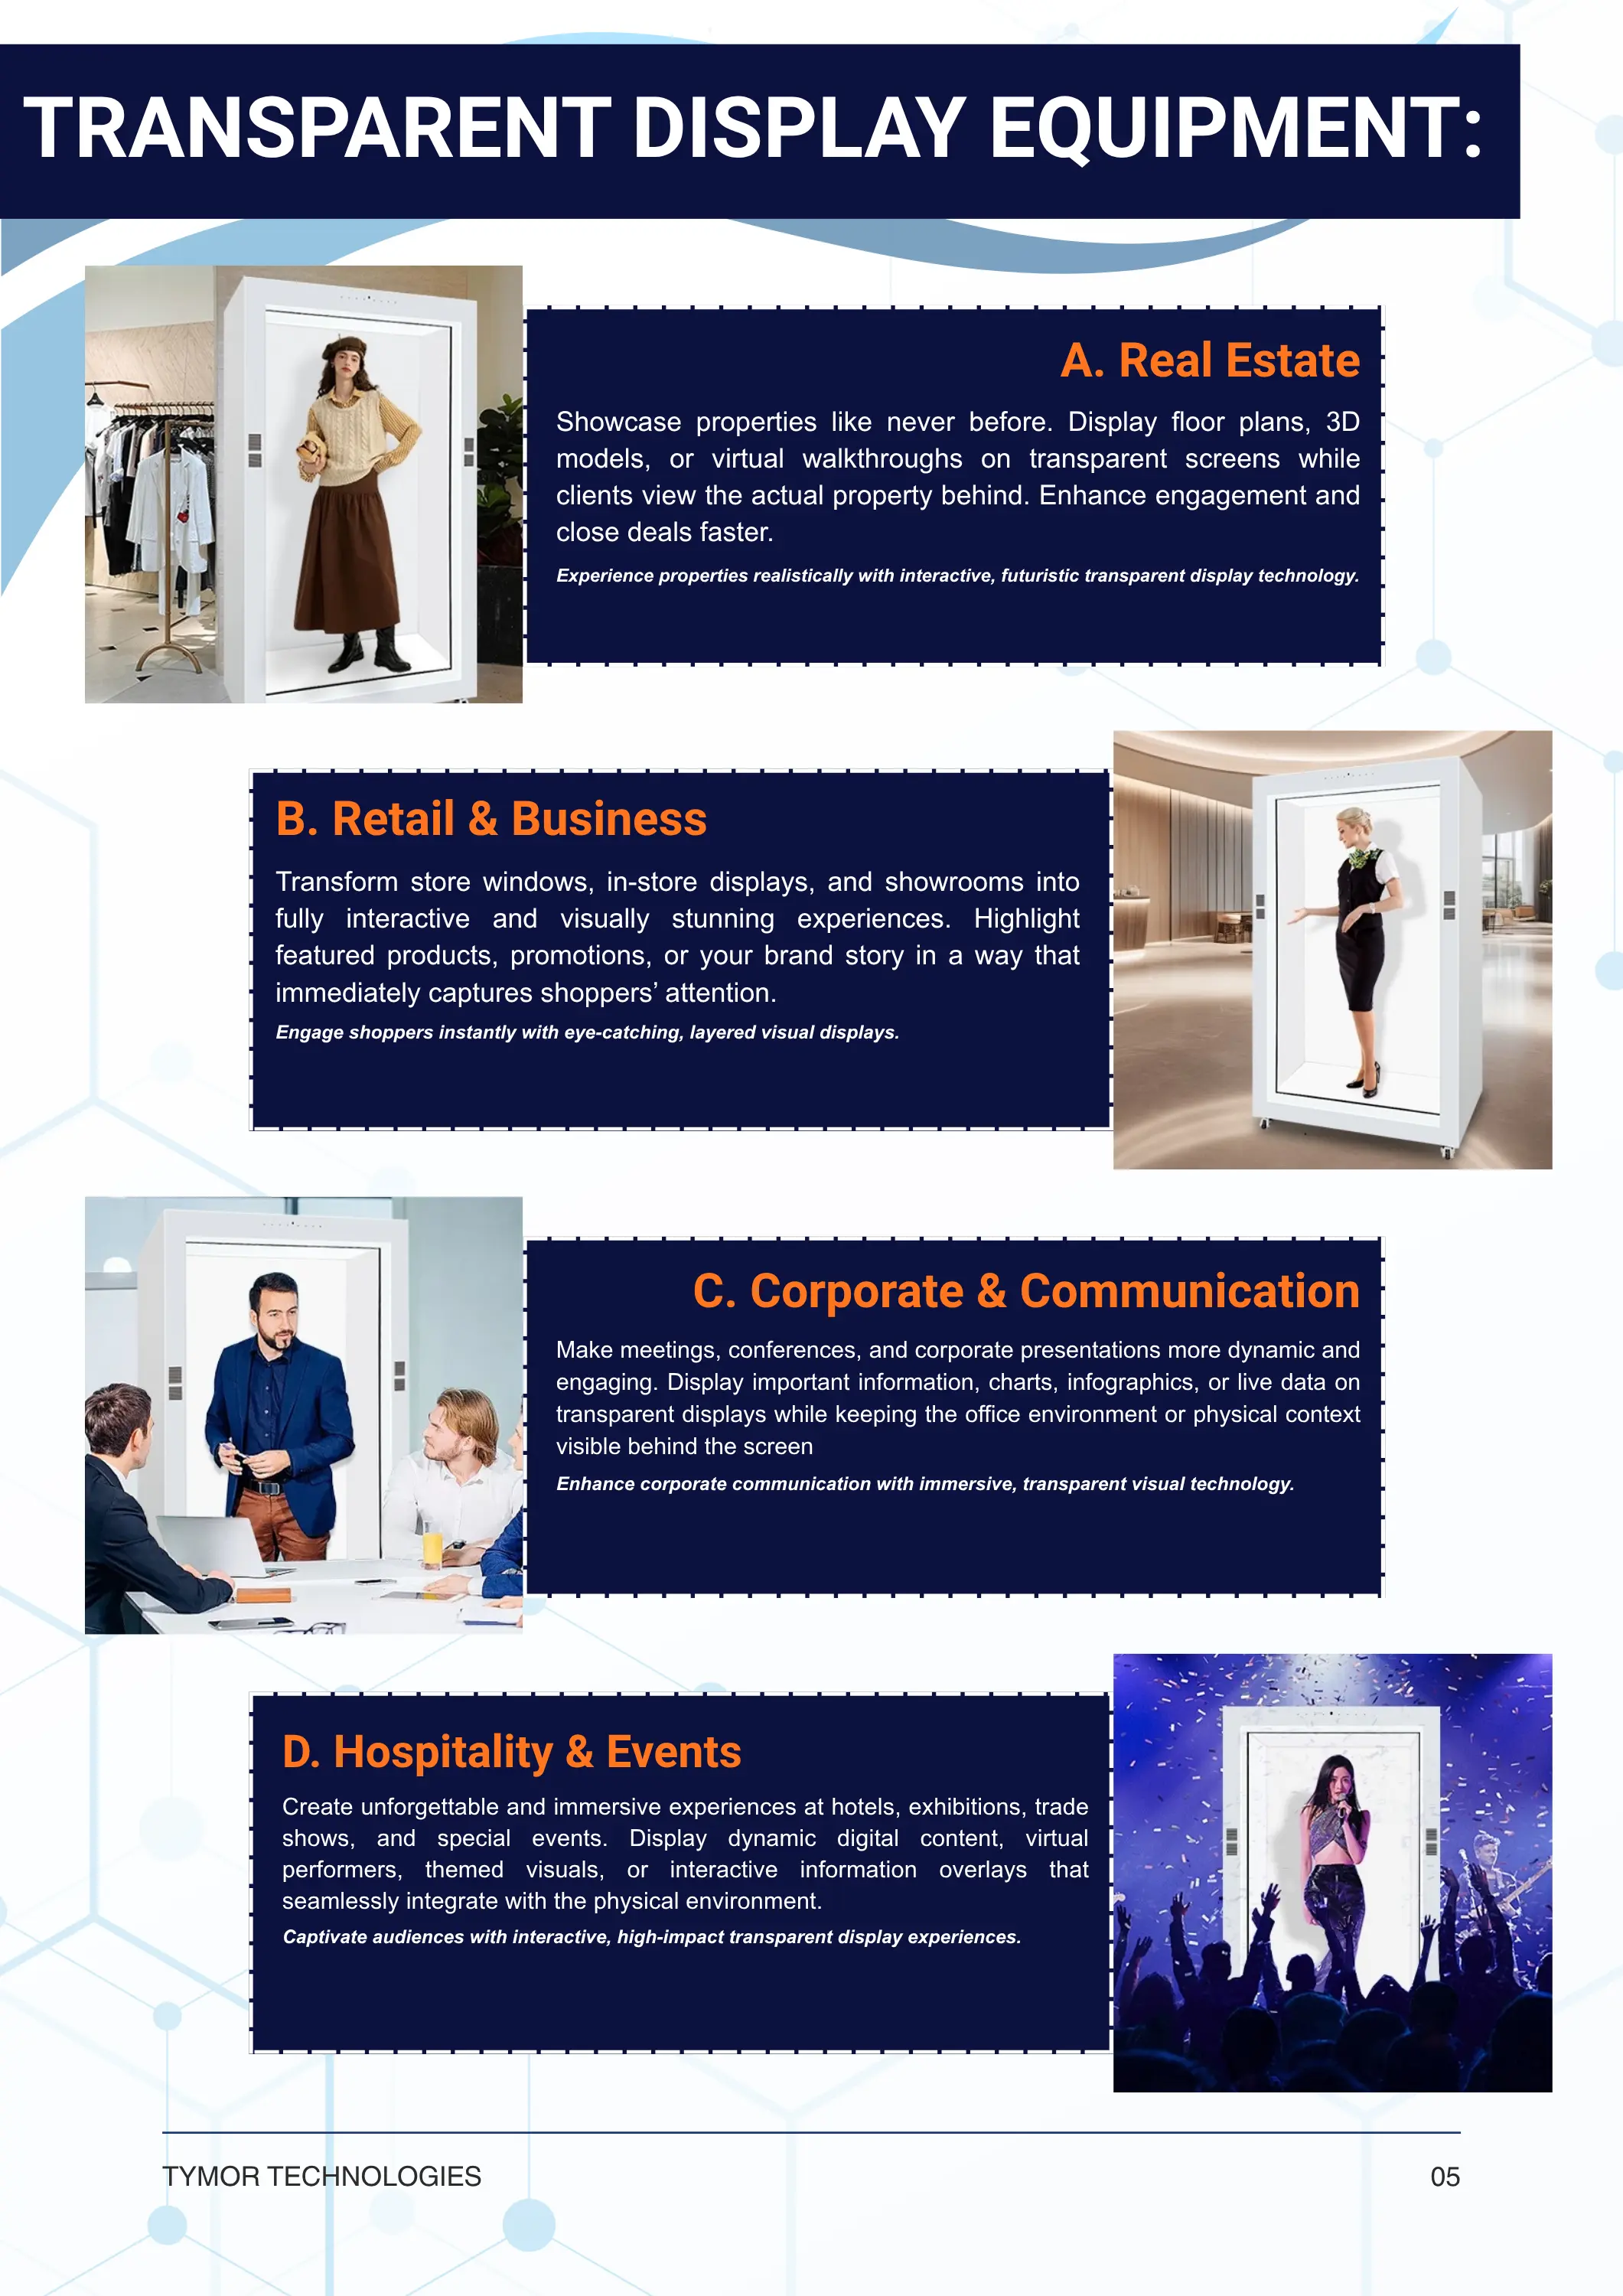 TRANSPARENT DISPLAY EQUIPMENT:
A. Real Estate
Showcase properties like never before. Display floor plans, 3D
models, or virtual walkthroughs on transparent screens while
clients view the actual property behind. Enhance engagement and
close deals faster.
Experience properties realistically with interactive, futuristic transparent display technology.
B. Retail & Business
Transform store windows, in-store displays, and showrooms into
fully interactive and visually stunning experiences. Highlight
featured products, promotions, or your brand story in a way that
immediately captures shoppers’ attention.
Engage shoppers instantly with eye-catching, layered visual displays.
C. Corporate & Communication
Make meetings, conferences, and corporate presentations more dynamic and
engaging. Display important information, charts, infographics, or live data on
transparent displays while keeping the office environment or physical context
visible behind the screen
Enhance corporate communication with immersive, transparent visual technology.
D. Hospitality & Events
Create unforgettable and immersive experiences at hotels, exhibitions, trade
shows, and special events. Display dynamic digital content, virtual
performers, themed visuals, or interactive information overlays that
seamlessly integrate with the physical environment.
Captivate audiences with interactive, high-impact transparent display experiences.
TYMOR TECHNOLOGIES
05